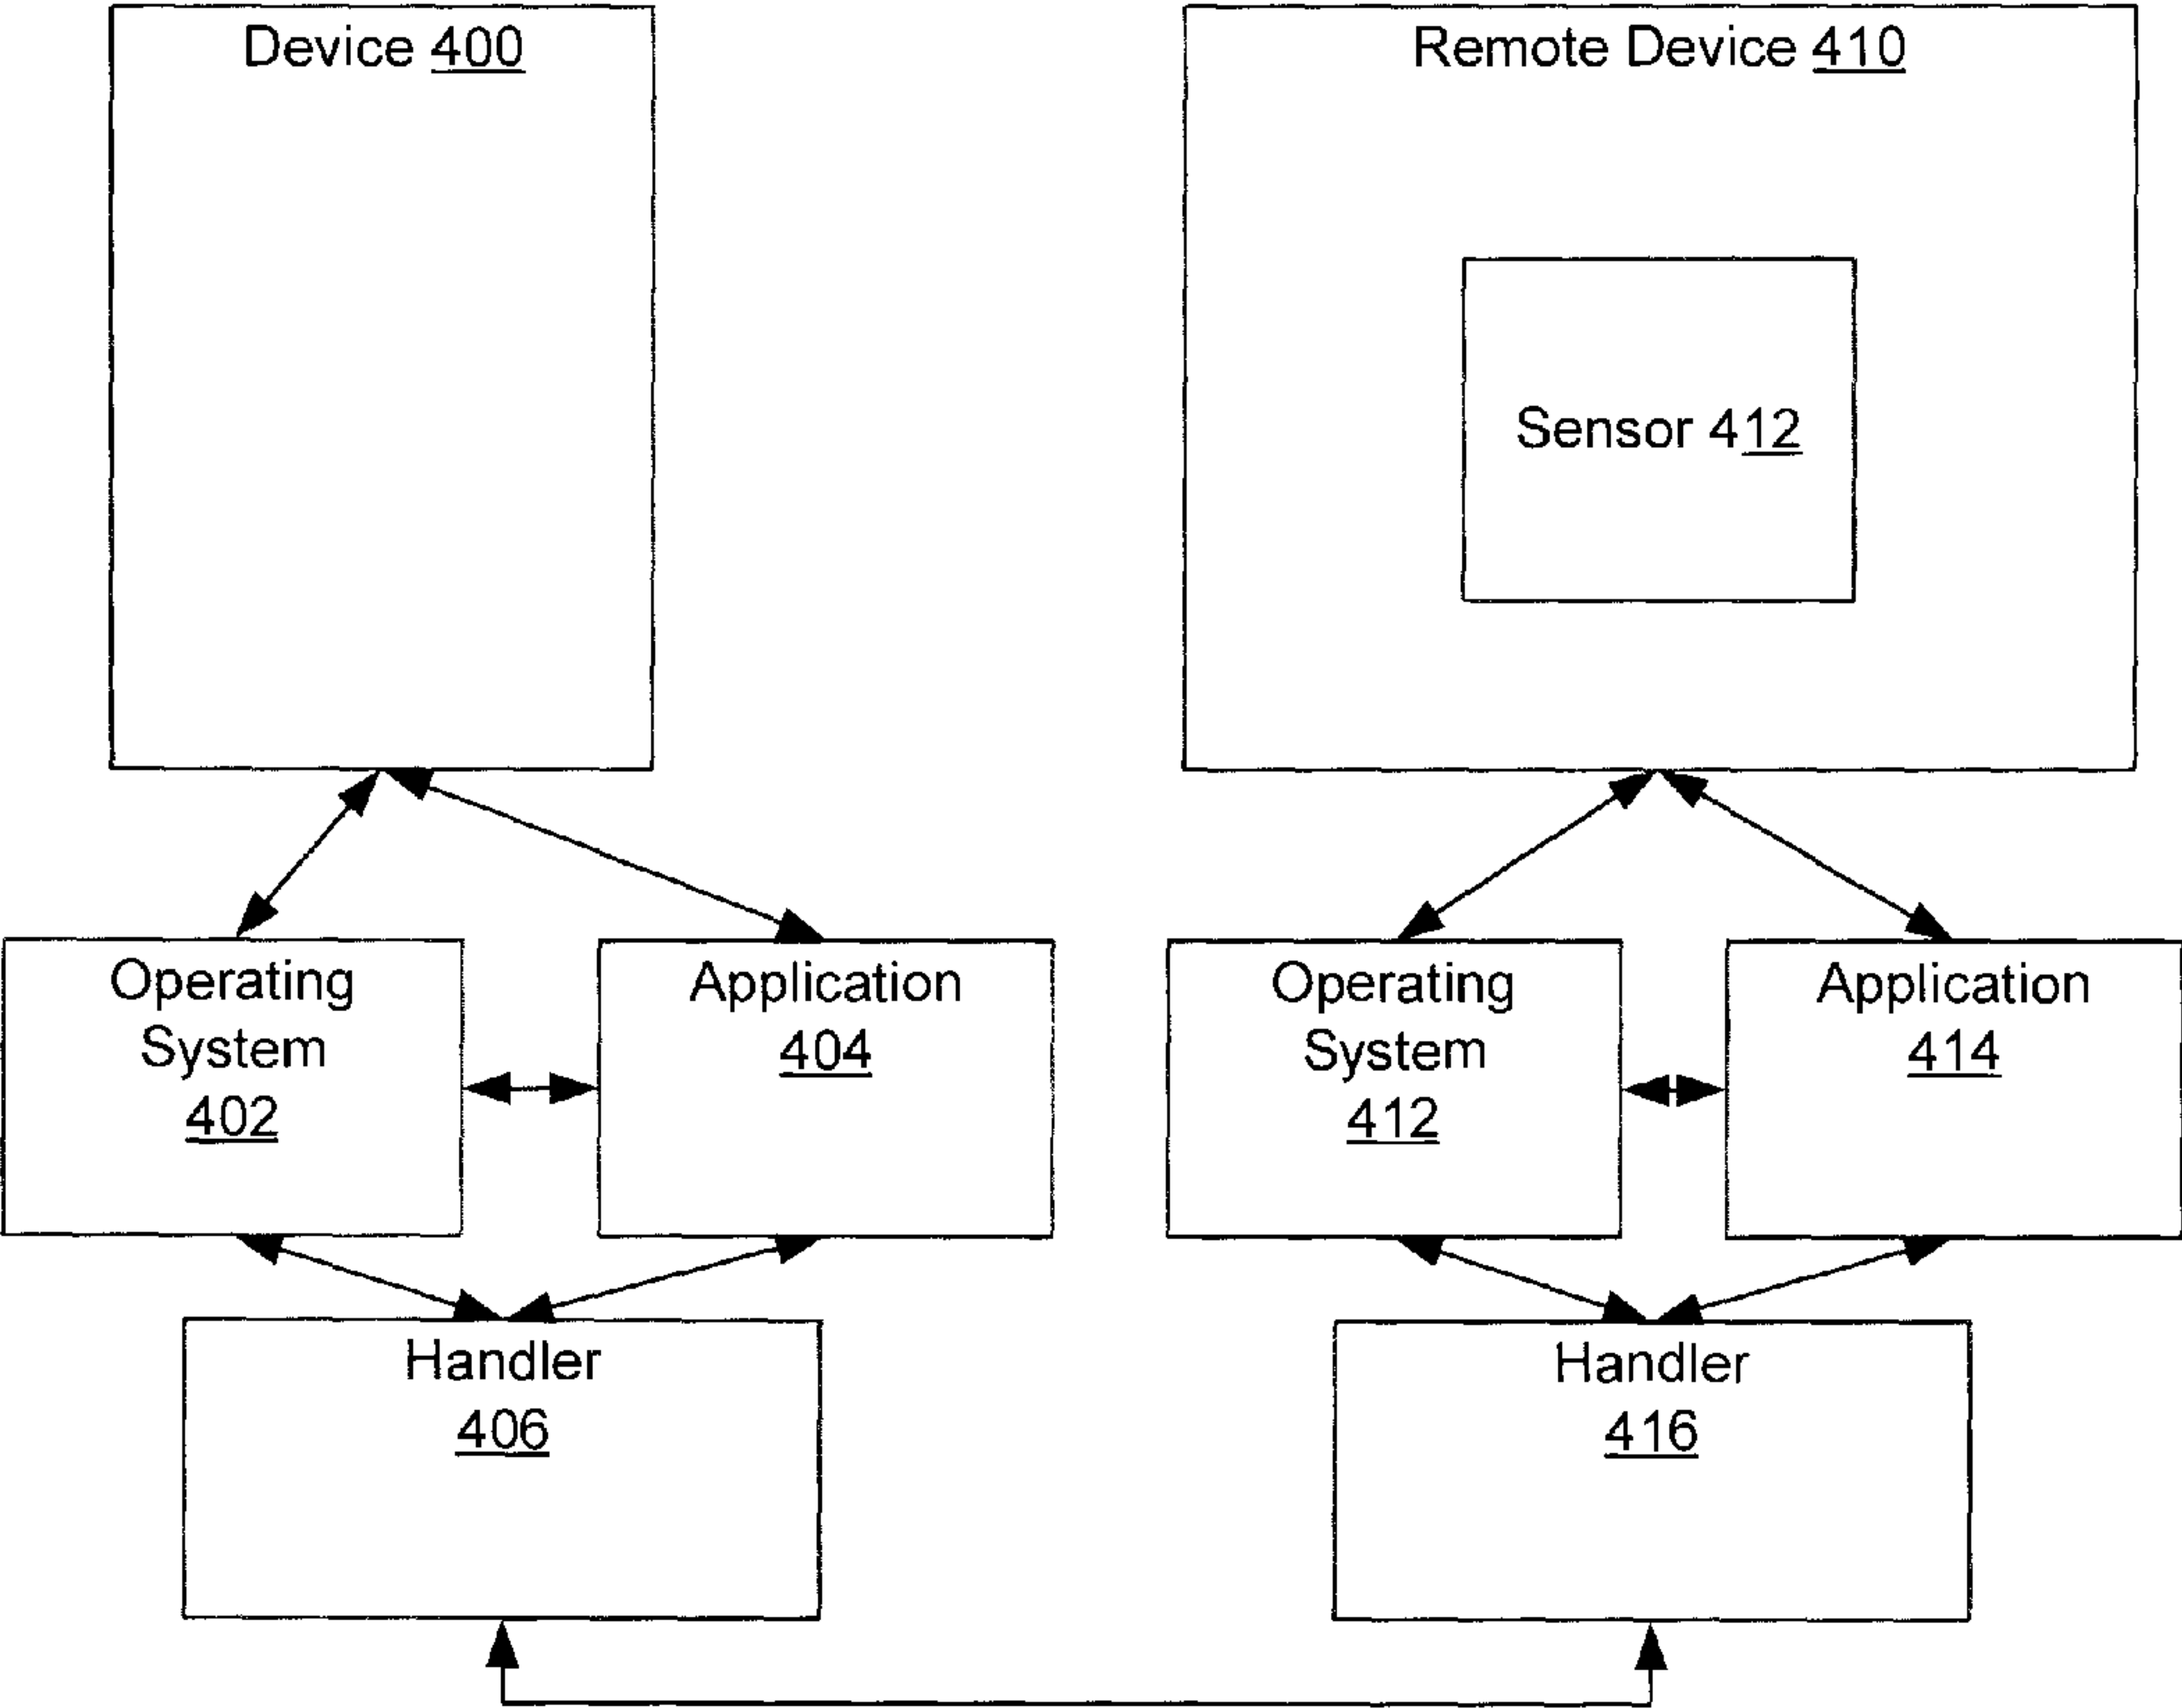 Device 400
Remote Device 410
Sensor 412
Operating
System
402
Application
404
Operating
System
412
Application
414
Handler
406
Handler
416